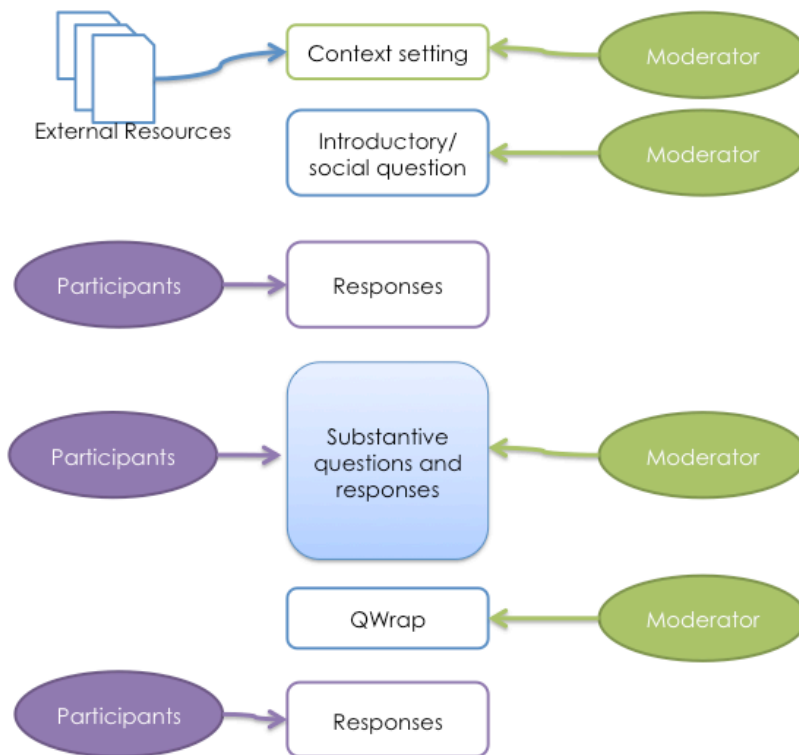 Context setting
Moderator
External Resources
Introductory/
social question
Moderator
Participants
Responses
Participants
Substantive
questions and
responses
Moderator
QWrap
Moderator
Participants
Responses